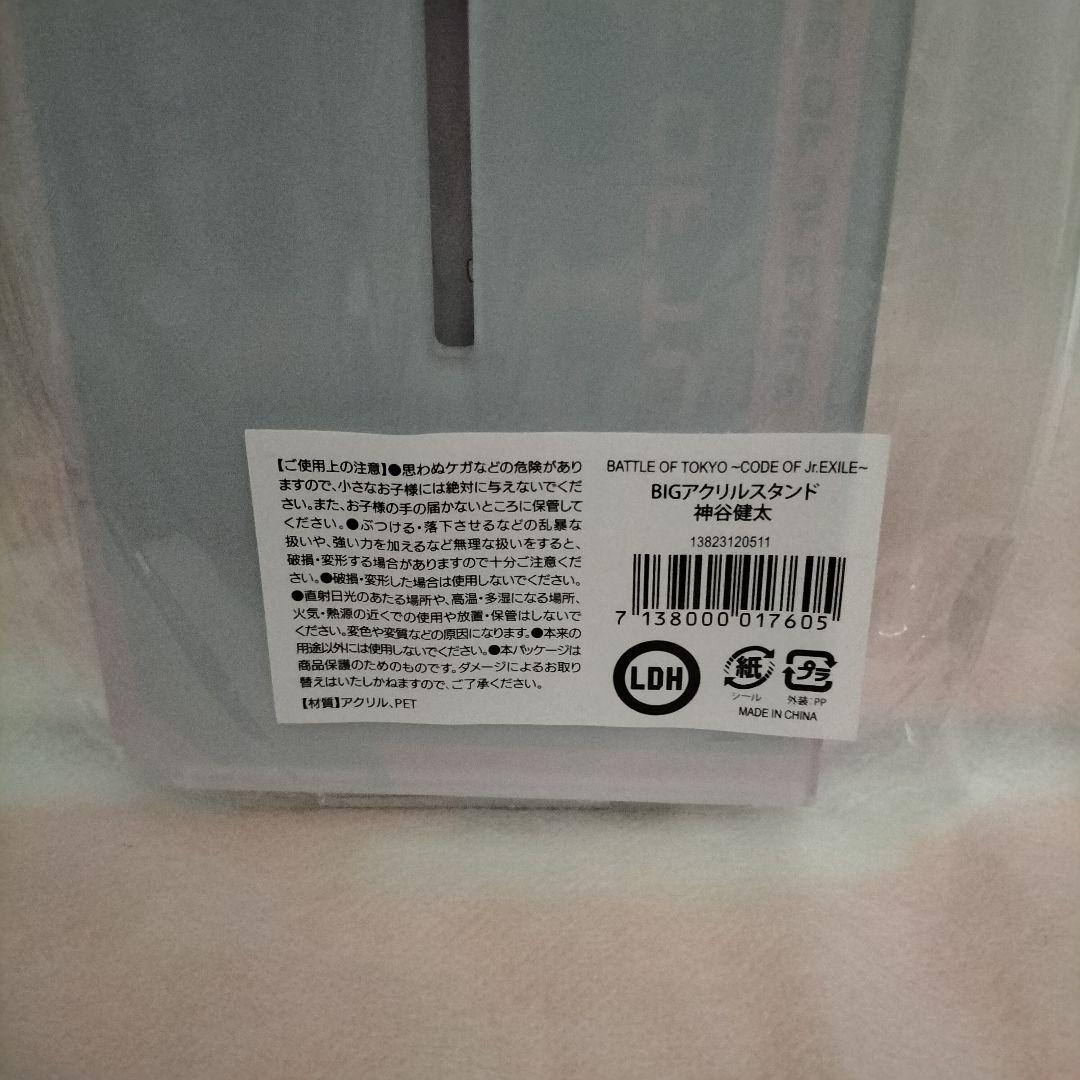 【ご使用上の注意】●思わぬケガなどの危険があり
ますので、小さなお子様には絶対に与えないでくだ
さい。また、お子様の手の届かないところに保管して
ください。●ぶつける・落下させるなどの乱暴な
扱いや、強い力を加えるなど無理な扱いをすると、
破損・変形する場合がありますので十分ご注意くだ
さい。●破損・変形した場合は使用しないでください。
●直射日光のあたる場所や、高温・多湿になる場所、
火気・熱源の近くでの使用や放置・保管はしないで
ください。変色や変質などの原因になります。●本来の
用途以外には使用しないでください。●本パッケージは
商品保護のためのものです。ダメージによるお取り
替えはいたしかねますので、ご了承ください。
【材質】アクリル、PET
BATTLE OF TOKYO ~CODE OF Jr.EXILE~
BIGアクリルスタンド
神谷健太
13823120511
7 138000 017605
LDH
紙
シール
プラ
外装:PP
MADE IN CHINA